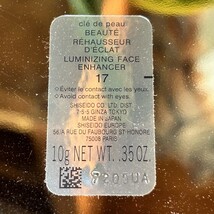 clé de peau
BEAUTÉ
RÉHAUSSEUR
D'ÉCLAT
LUMINIZING FACE
ENHANCER
17
Éviter le contact avec les yeux.
Avoid contact with eyes.
SHISEIDO CO., LTD. DIST.
7-5-5 GINZA TOKYO
MADE IN JAPAN
SHISEIDO EUROPE
56/A RUE DU FAUBOURG ST HONORE
75008 PARIS
10g NET WT. .35 OZ.